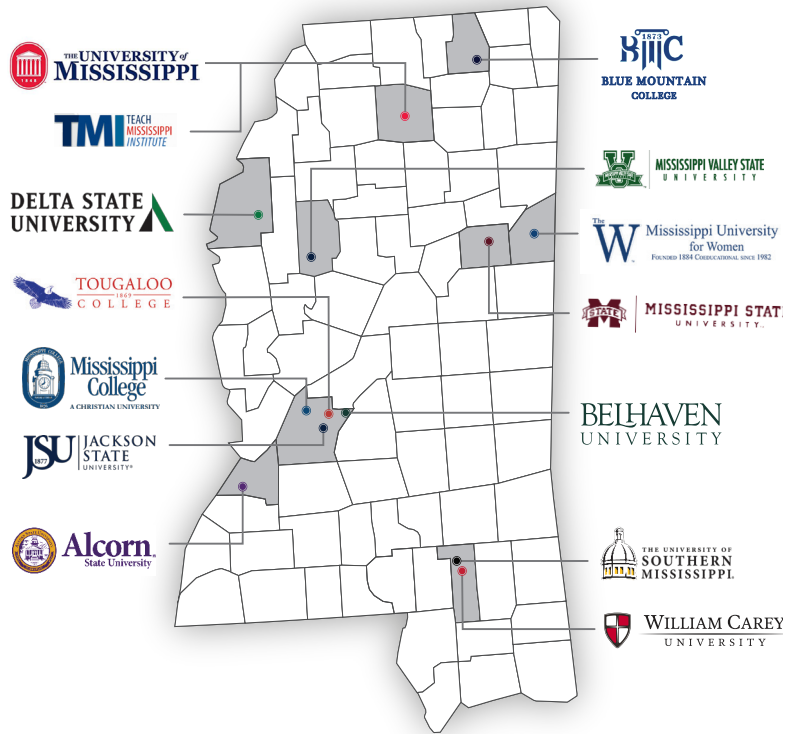 THE UNIVERSITY of
MISSISSIPPI
1848
TMI TEACH
MISSISSIPPI
INSTITUTE
DELTA STATE
UNIVERSITY
TOUGALOO
1869
COLLEGE
Mississippi
College
A CHRISTIAN UNIVERSITY
JSU JACKSON
STATE
UNIVERSITY®
1877
Alcorn
State University
1873
BMC
BLUE MOUNTAIN
COLLEGE
MISSISSIPPI VALLEY STATE
UNIVERSITY
The
W Mississippi University
for Women
FOUNDED 1884 COEDUCATIONAL SINCE 1982
M STATE MISSISSIPPI STAT
UNIVERSITY
BELHAVEN
UNIVERSITY
THE UNIVERSITY OF
SOUTHERN
MISSISSIPPI
WILLIAM CAREY
UNIVERSITY